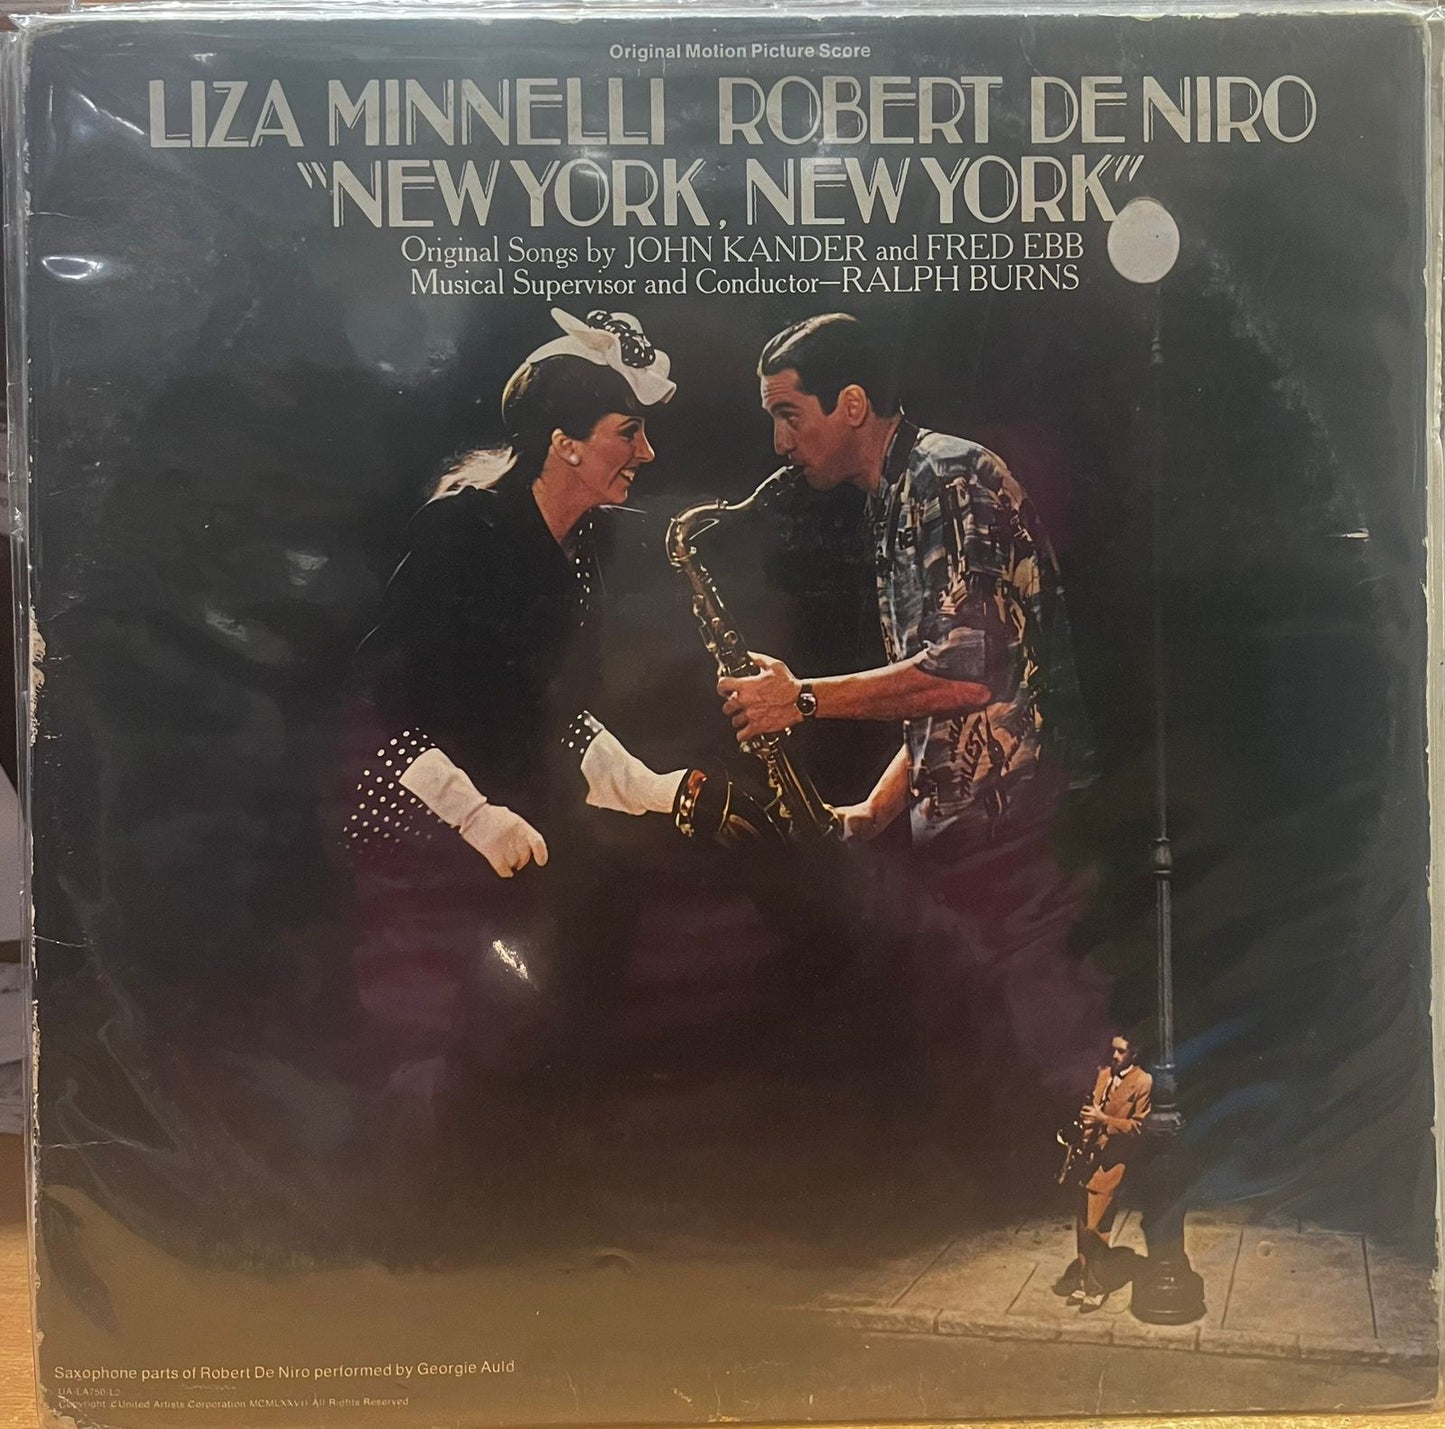 Original Motion Picture Score
LIZA MINNELLI ROBERT DE NIRO
"NEW YORK, NEW YORK"
Original Songs by JOHN KANDER and FRED EBB
Musical Supervisor and Conductor—RALPH BURNS
Saxophone parts of Robert De Niro performed by Georgie Auld
UA-LA750-L2
Copyright © United Artists Corporation MCMLXXVII All Rights Reserved